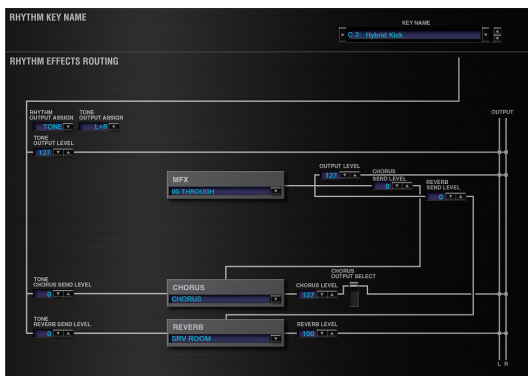 RHYTHM KEY NAME
KEY NAME
C 2: Hybrid Kick
RHYTHM EFFECTS ROUTING
OUTPUT
RHYTHM
OUTPUT ASSIGN
TONE
OUTPUT ASSIGN
TONE
L+R
TONE
OUTPUT LEVEL
127
MFX
00 THROUGH
OUTPUT LEVEL
127
CHORUS
SEND LEVEL
0
REVERB
SEND LEVEL
0
TONE
CHORUS SEND LEVEL
0
CHORUS
CHORUS
CHORUS LEVEL
127
CHORUS
OUTPUT SELECT
TONE
REVERB SEND LEVEL
0
REVERB
SRV ROOM
REVERB LEVEL
100
L R